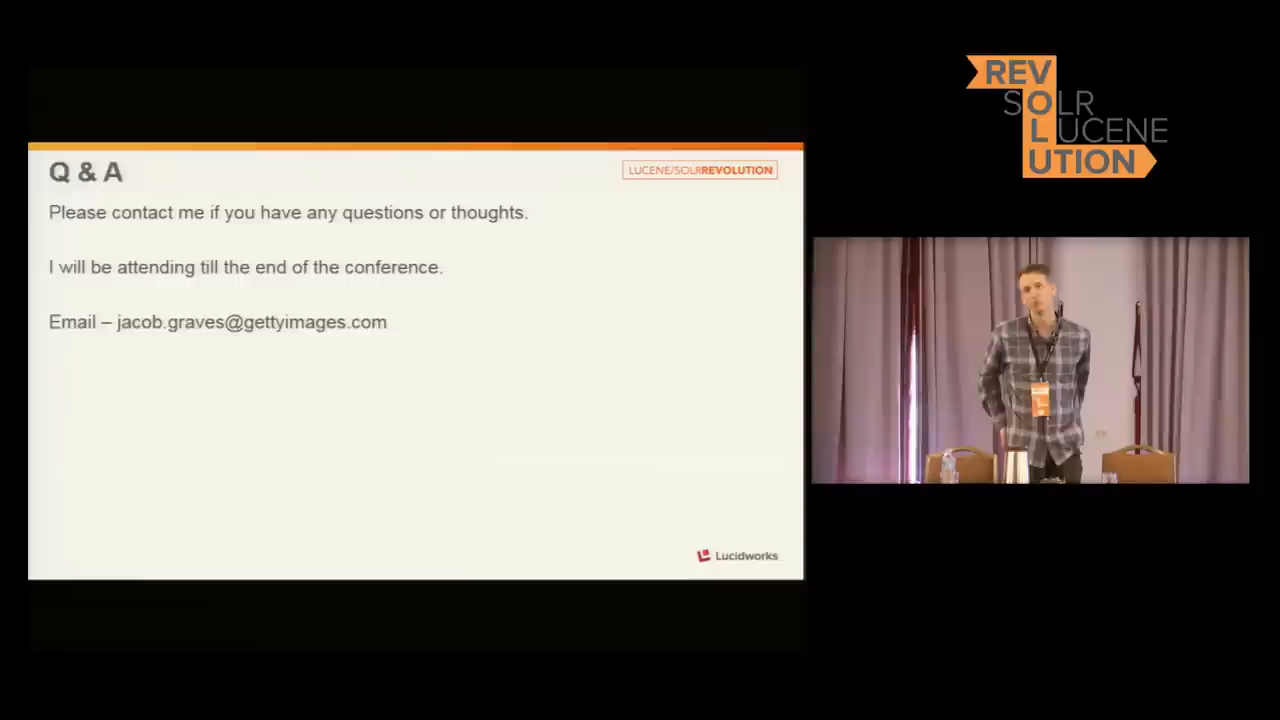 REV
SOLR
LUCENE
UTION
Q & A
LUCENE/SOLRREVOLUTION
Please contact me if you have any questions or thoughts.
I will be attending till the end of the conference.
Email – jacob.graves@gettyimages.com
Lucidworks